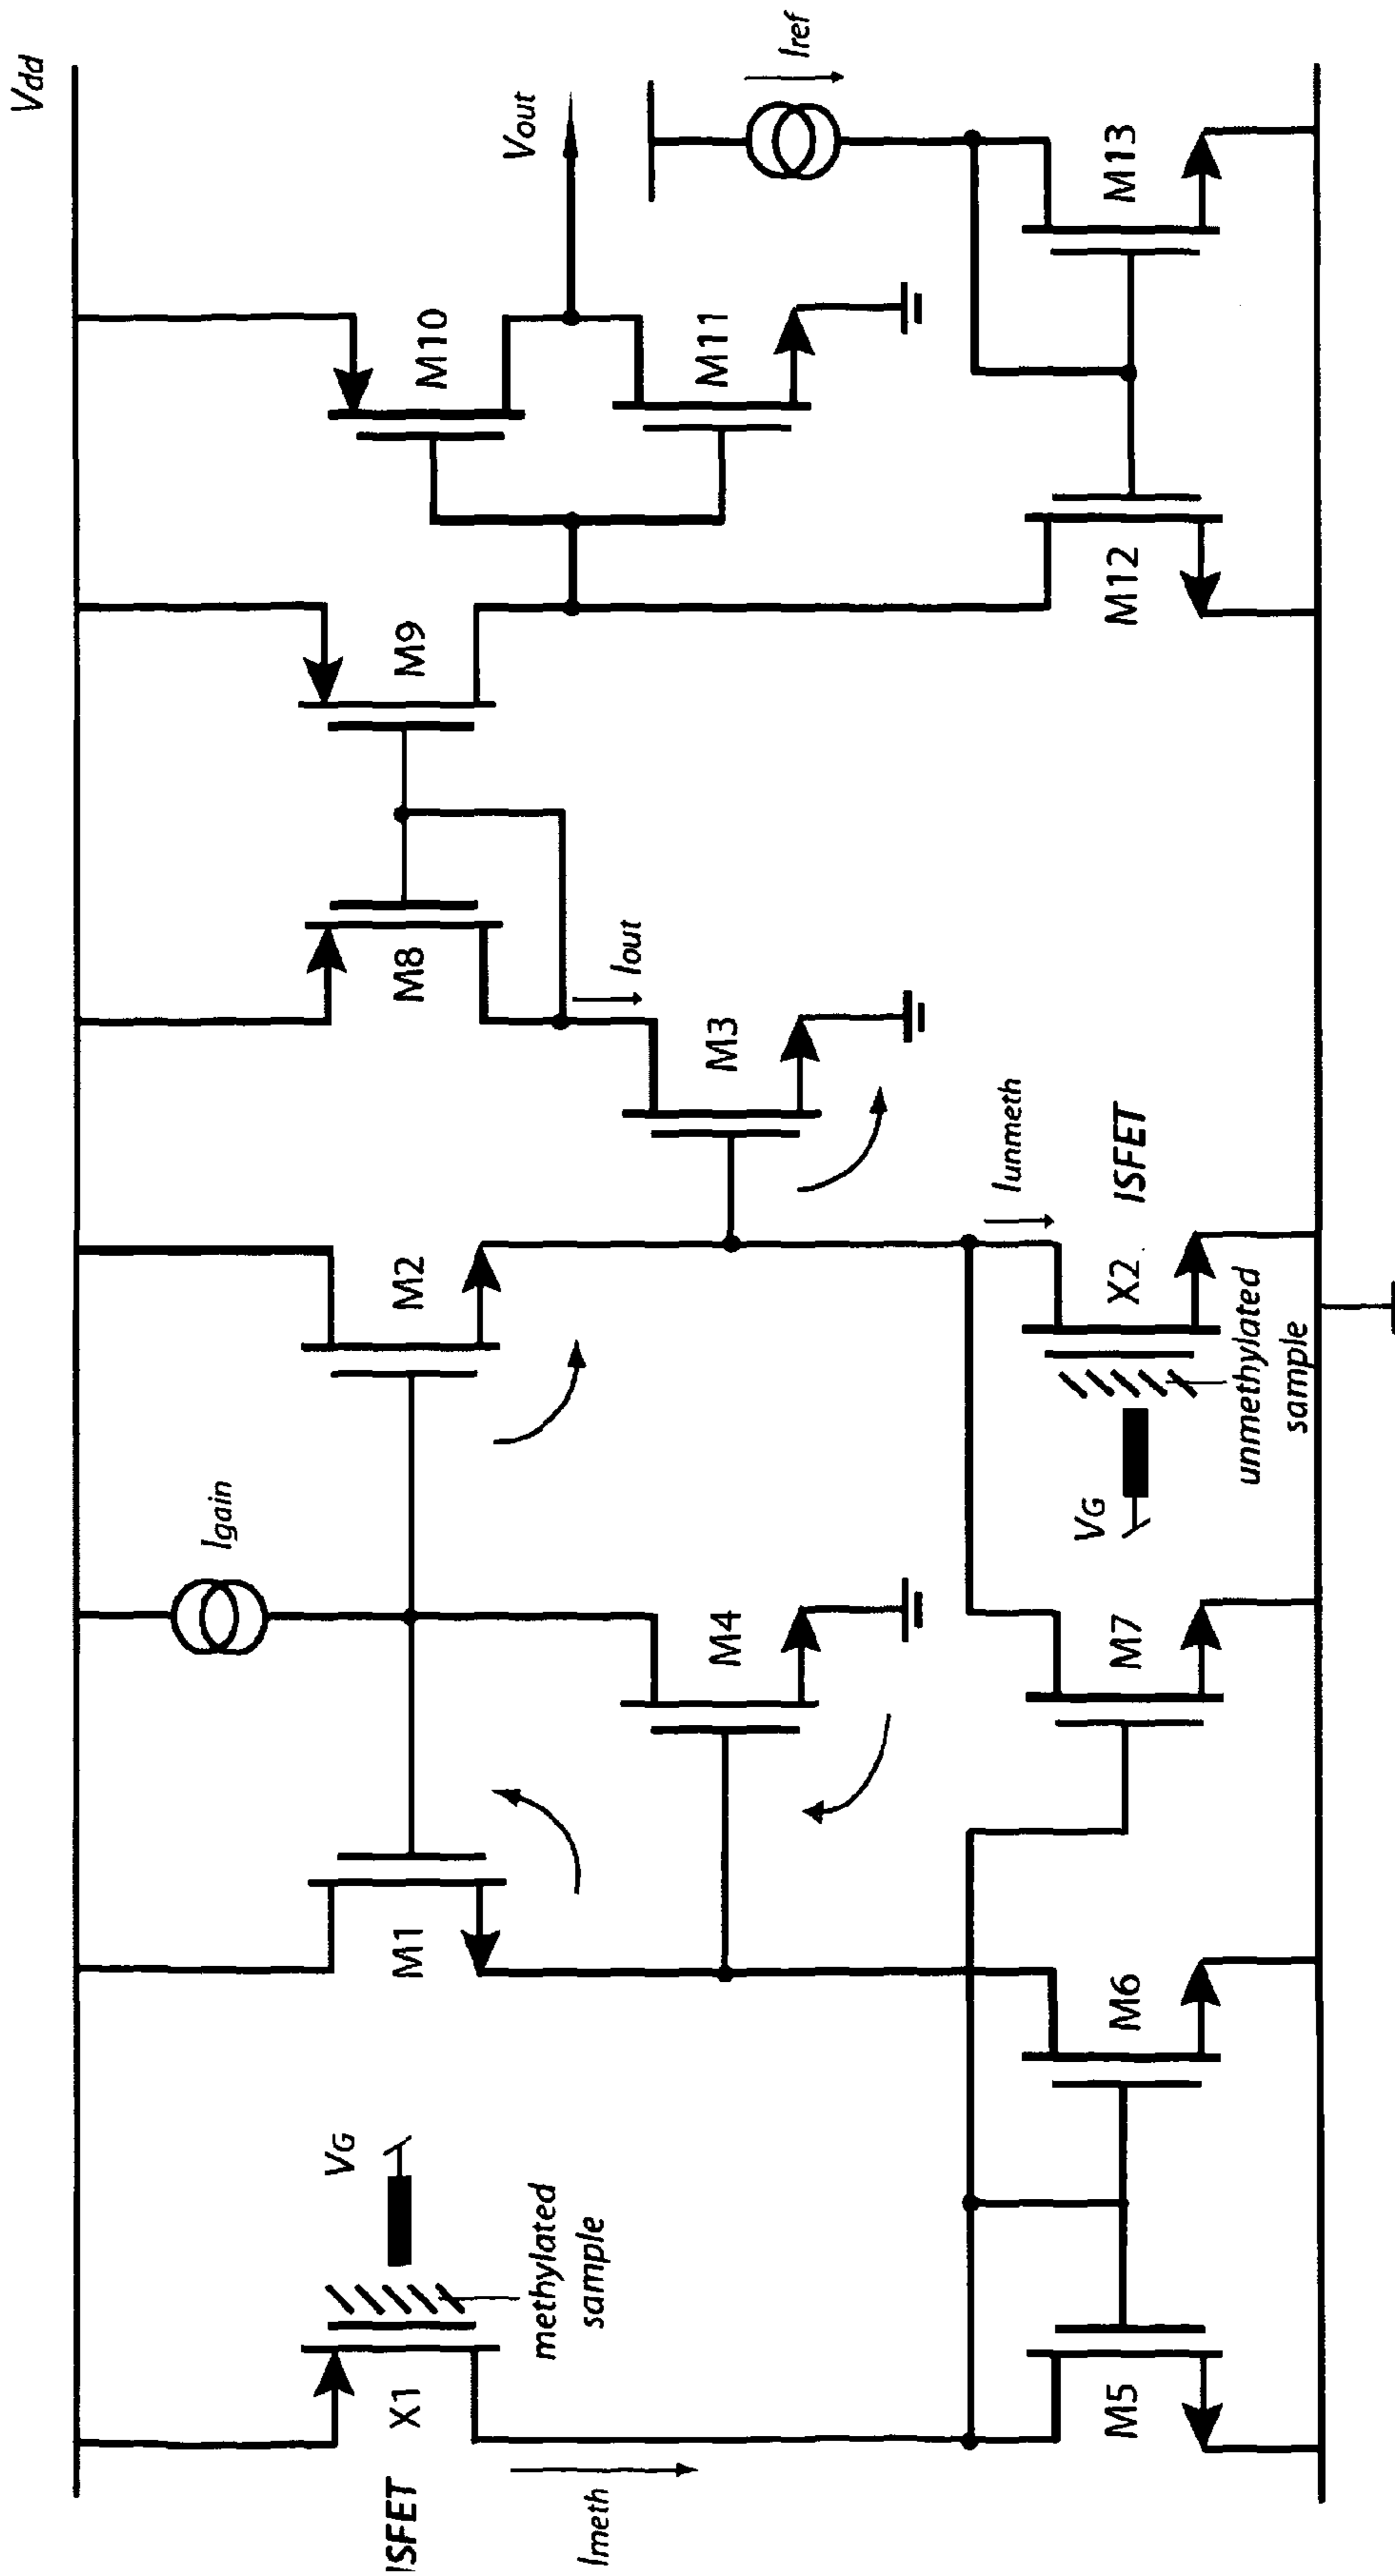 Vdd
Igain
ISFET
X1
VG
methylated
sample
Imeth
M1
M2
M8
M9
M10
Vout
M4
M3
Iout
M11
Iref
Iunmeth
M5
M6
M7
VG
X2
ISFET
unmethylated
sample
M12
M13